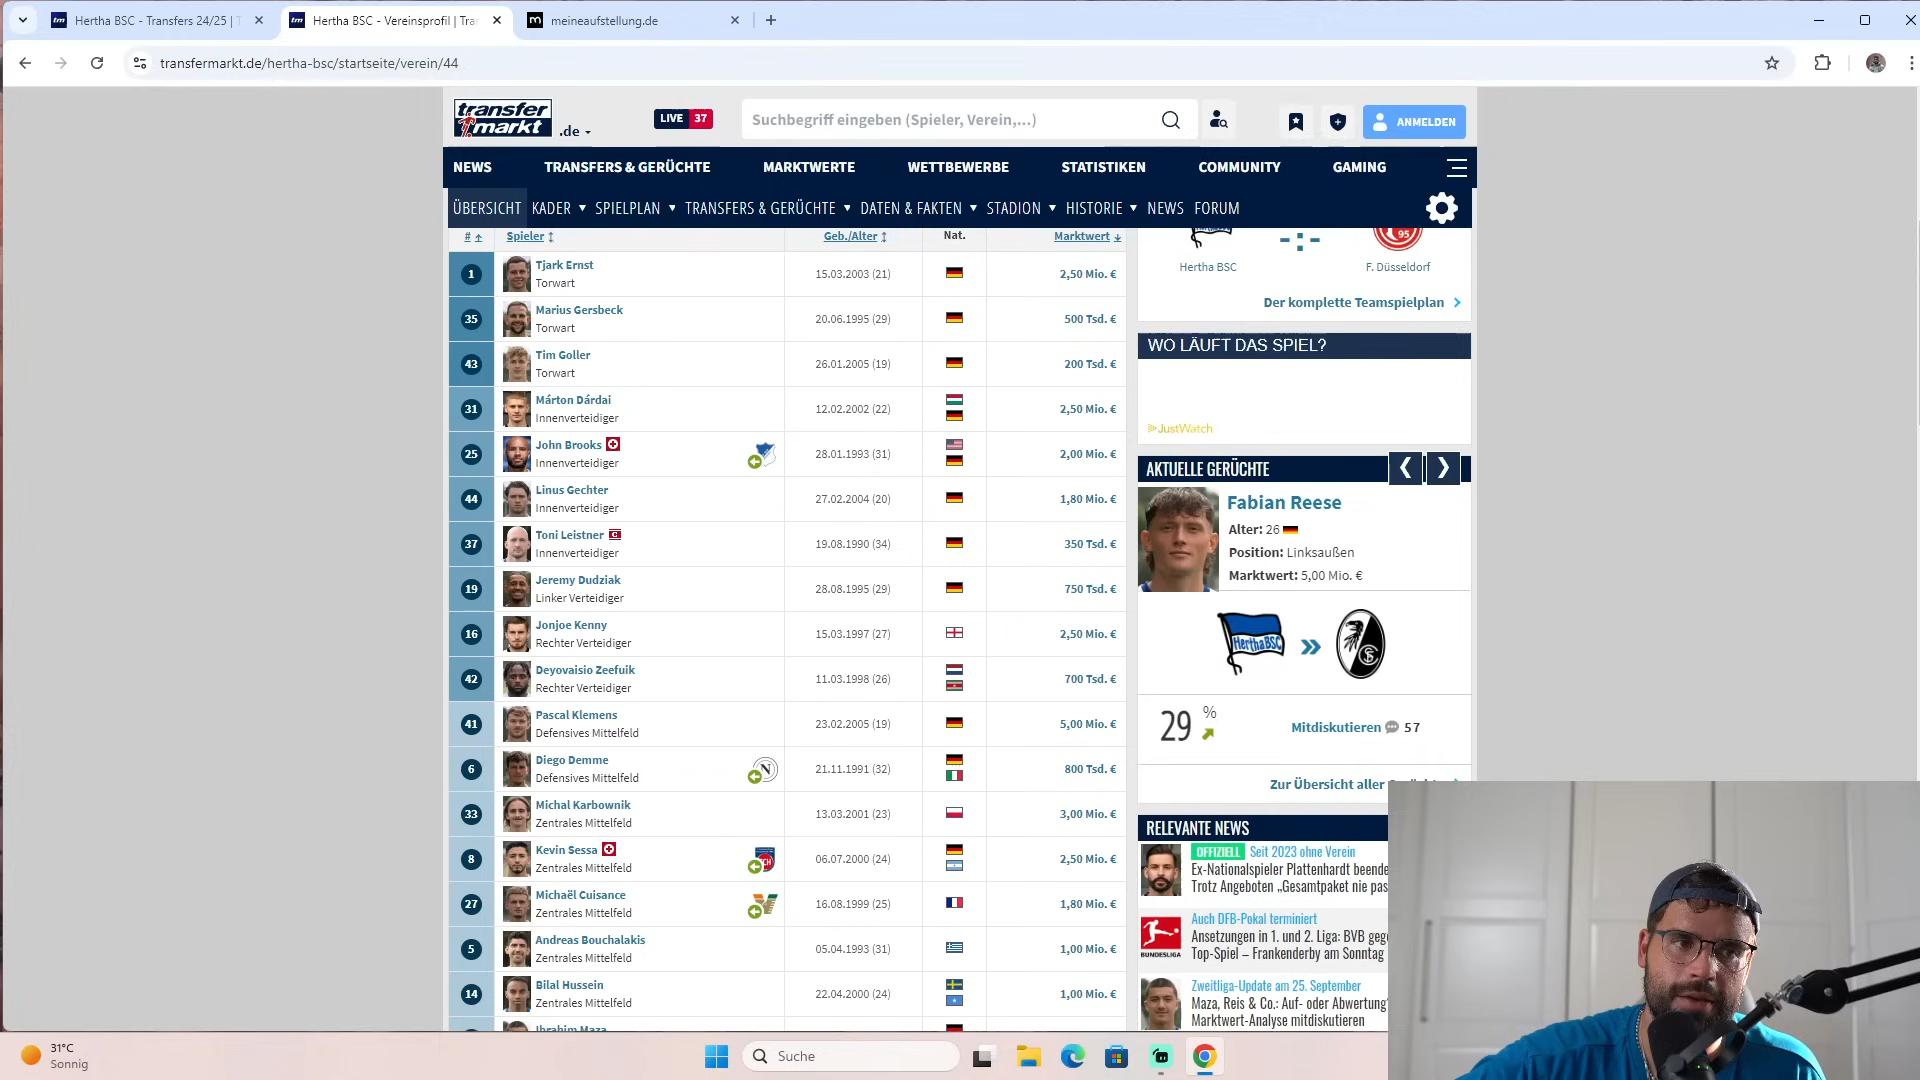 Hertha BSC - Transfers 24/25 | T
Hertha BSC - Vereinsprofil | Tra
meineaufstellung.de
transfermarkt.de/hertha-bsc/startseite/verein/44
transfer markt .de
LIVE 37
Suchbegriff eingeben (Spieler, Verein,...)
ANMELDEN
NEWS TRANSFERS & GERÜCHTE MARKTWERTE WETTBEWERBE STATISTIKEN COMMUNITY GAMING
ÜBERSICHT KADER SPIELPLAN TRANSFERS & GERÜCHTE DATEN & FAKTEN STADION HISTORIE NEWS FORUM
# Spieler Geb./Alter Nat. Marktwert
1 Tjark Ernst 15.03.2003 (21) 2,50 Mio. €
Torwart
35 Marius Gersbeck 20.06.1995 (29) 500 Tsd. €
Torwart
43 Tim Goller 26.01.2005 (19) 200 Tsd. €
Torwart
31 Márton Dárdai 12.02.2002 (22) 2,50 Mio. €
Innenverteidiger
25 John Brooks 28.01.1993 (31) 2,00 Mio. €
Innenverteidiger
44 Linus Gechter 27.02.2004 (20) 1,80 Mio. €
Innenverteidiger
37 Toni Leistner 19.08.1990 (34) 350 Tsd. €
Innenverteidiger
19 Jeremy Dudziak 28.08.1995 (29) 750 Tsd. €
Linker Verteidiger
16 Jonjoe Kenny 15.03.1997 (27) 2,50 Mio. €
Rechter Verteidiger
42 Deyovaisio Zeefuik 11.03.1998 (26) 700 Tsd. €
Rechter Verteidiger
41 Pascal Klemens 23.02.2005 (19) 5,00 Mio. €
Defensives Mittelfeld
6 Diego Demme 21.11.1991 (32) 800 Tsd. €
Defensives Mittelfeld
33 Michal Karbownik 13.03.2001 (23) 3,00 Mio. €
Zentrales Mittelfeld
8 Kevin Sessa 06.07.2000 (24) 2,50 Mio. €
Zentrales Mittelfeld
27 Michaël Cuisance 16.08.1999 (25) 1,80 Mio. €
Zentrales Mittelfeld
5 Andreas Bouchalakis 05.04.1993 (31) 1,00 Mio. €
Zentrales Mittelfeld
14 Bilal Hussein 22.04.2000 (24) 1,00 Mio. €
Zentrales Mittelfeld
Ibrahim Maza
95
- : -
Hertha BSC F. Düsseldorf
Der komplette Teamspielplan
WO LÄUFT DAS SPIEL?
JustWatch
AKTUELLE GERÜCHTE
Fabian Reese
Alter: 26
Position: Linksaußen
Marktwert: 5,00 Mio. €
Hertha BSC
29 %
Mitdiskutieren 57
Zur Übersicht aller
RELEVANTE NEWS
OFFIZIELL Seit 2023 ohne Verein
Ex-Nationalspieler Plattenhardt beende
Trotz Angeboten „Gesamtpaket nie pas
Auch DFB-Pokal terminiert
Ansetzungen in 1. und 2. Liga: BVB geg
Top-Spiel – Frankenderby am Sonntag
BUNDESLIGA
Zweitliga-Update am 25. September
Maza, Reis & Co.: Auf- oder Abwertung
Marktwert-Analyse mitdiskutieren
31°C
Sonnig
Suche